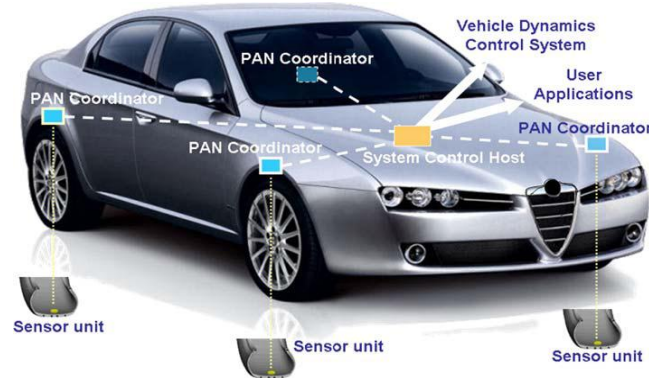 Vehicle Dynamics
Control System
PAN Coordinator
User
Applications
PAN Coordinator
PAN Coordinator
PAN Coordinator
System Control Host
Sensor unit
Sensor unit
Sensor unit